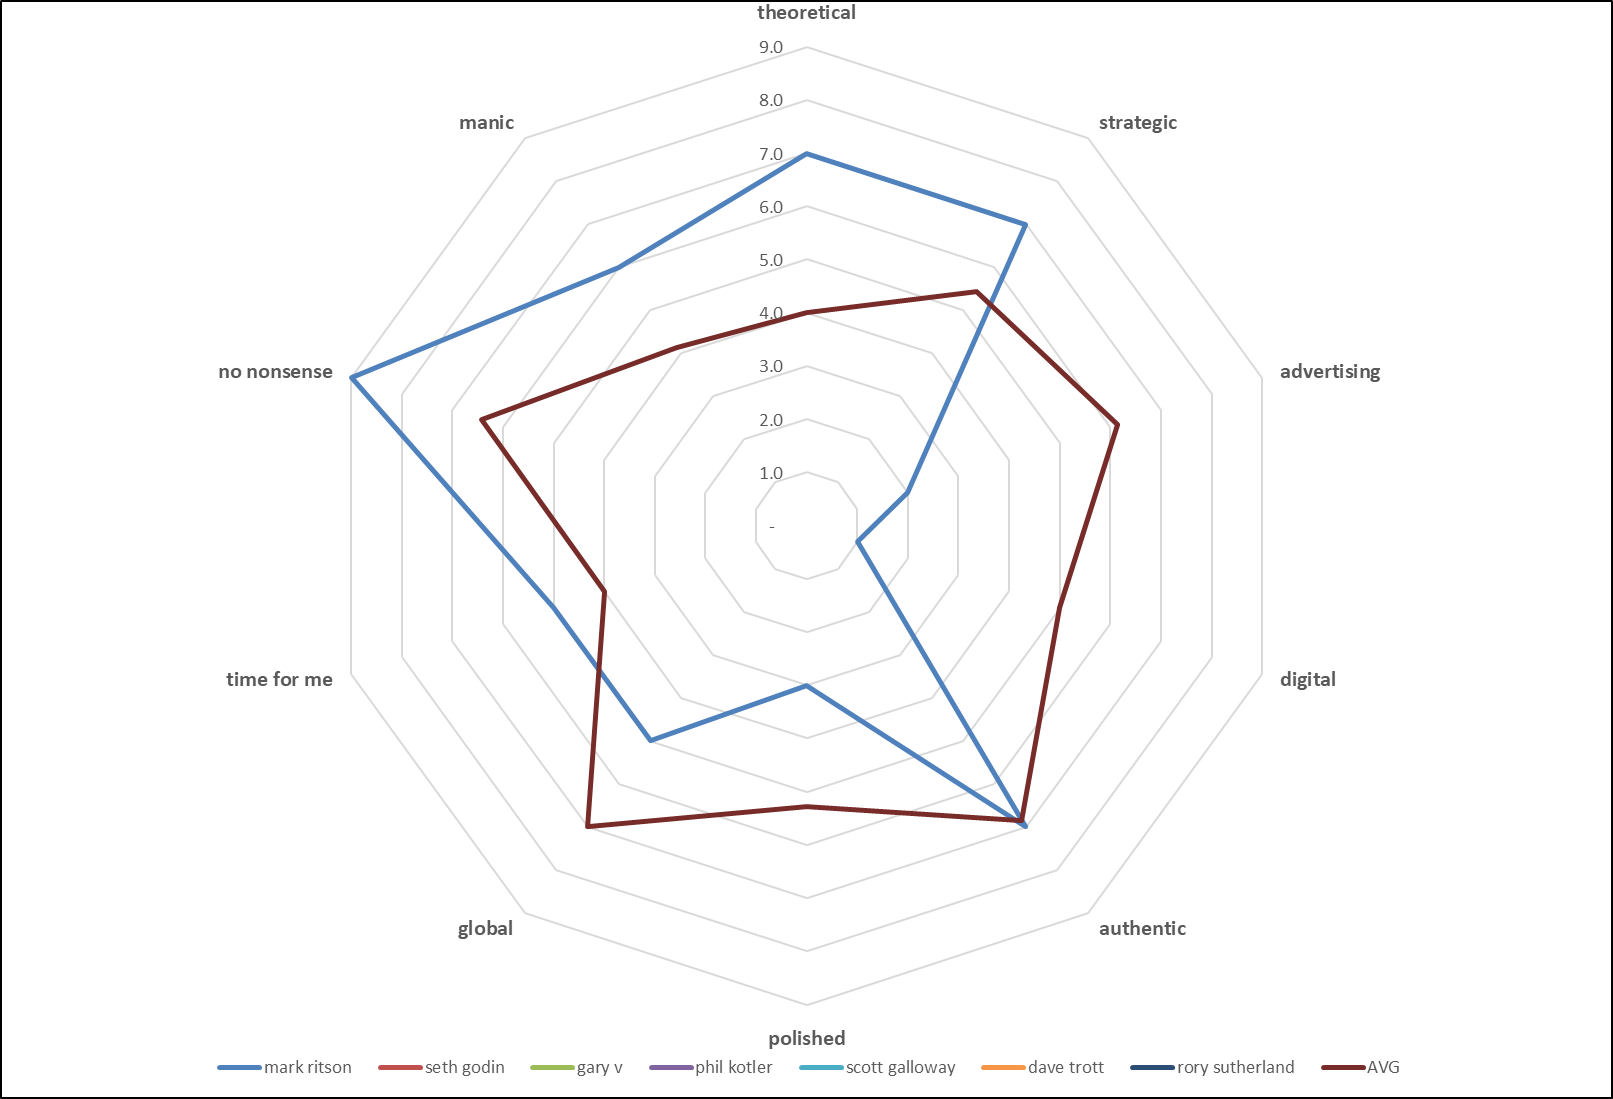 theoretical
9.0
manic
strategic
8.0
7.0
6.0
5.0
4.0
no nonsense
advertising
3.0
2.0
1.0
-
time for me
digital
global
authentic
polished
mark ritson seth godin gary v phil kotler scott galloway dave trott rory sutherland AVG